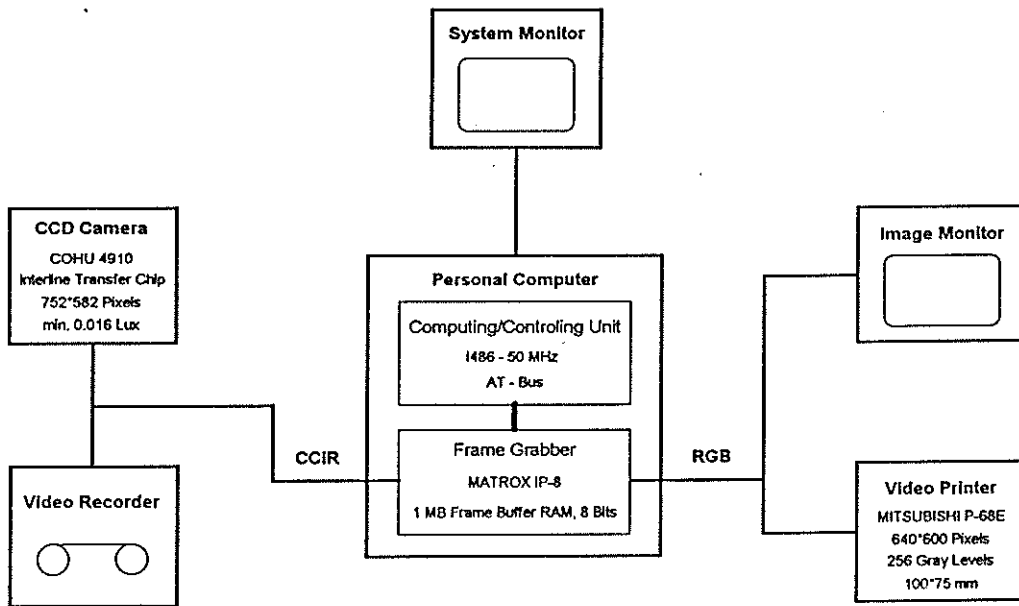 System Monitor
CCD Camera
COHU 4910
Interline Transfer Chip
752*582 Pixels
min. 0.016 Lux
Video Recorder
CCIR
Personal Computer
Computing/Controling Unit
I486 - 50 MHz
AT - Bus
Frame Grabber
MATROX IP-8
1 MB Frame Buffer RAM, 8 Bits
RGB
Image Monitor
Video Printer
MITSUBISHI P-68E
640*600 Pixels
256 Gray Levels
100*75 mm